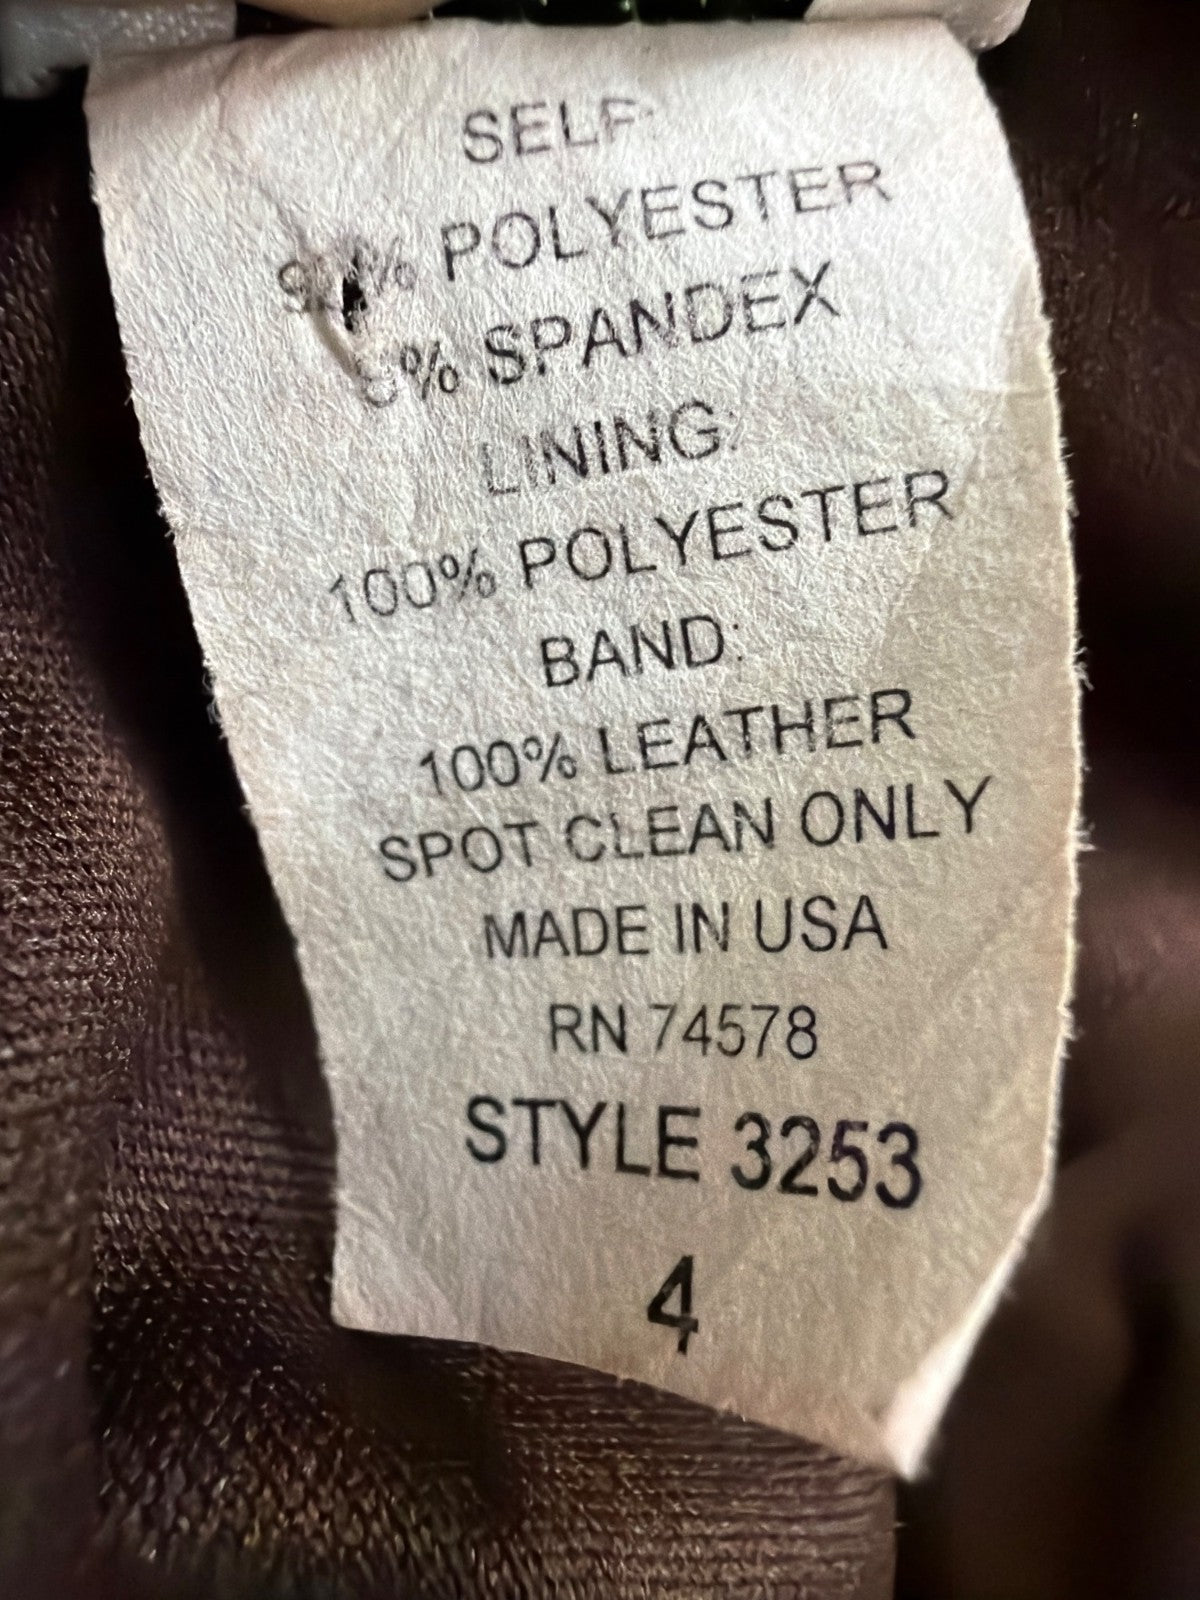 SELF:
POLYESTER
% SPANDEX
LINING:
100% POLYESTER
BAND:
100% LEATHER
SPOT CLEAN ONLY
MADE IN USA
RN 74578
STYLE 3253
4